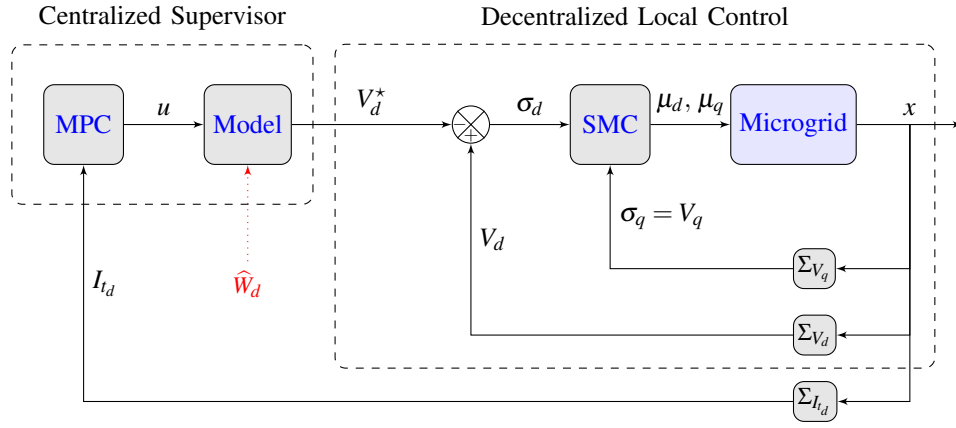 Centralized Supervisor
Decentralized Local Control
MPC
u
Model
V_d^⋆
−
+
σ_d
SMC
μ_d, μ_q
Microgrid
x
σ_q = V_q
V_d
I_{t_d}
Ŵ_d
Σ_{V_q}
Σ_{V_d}
Σ_{I_{t_d}}